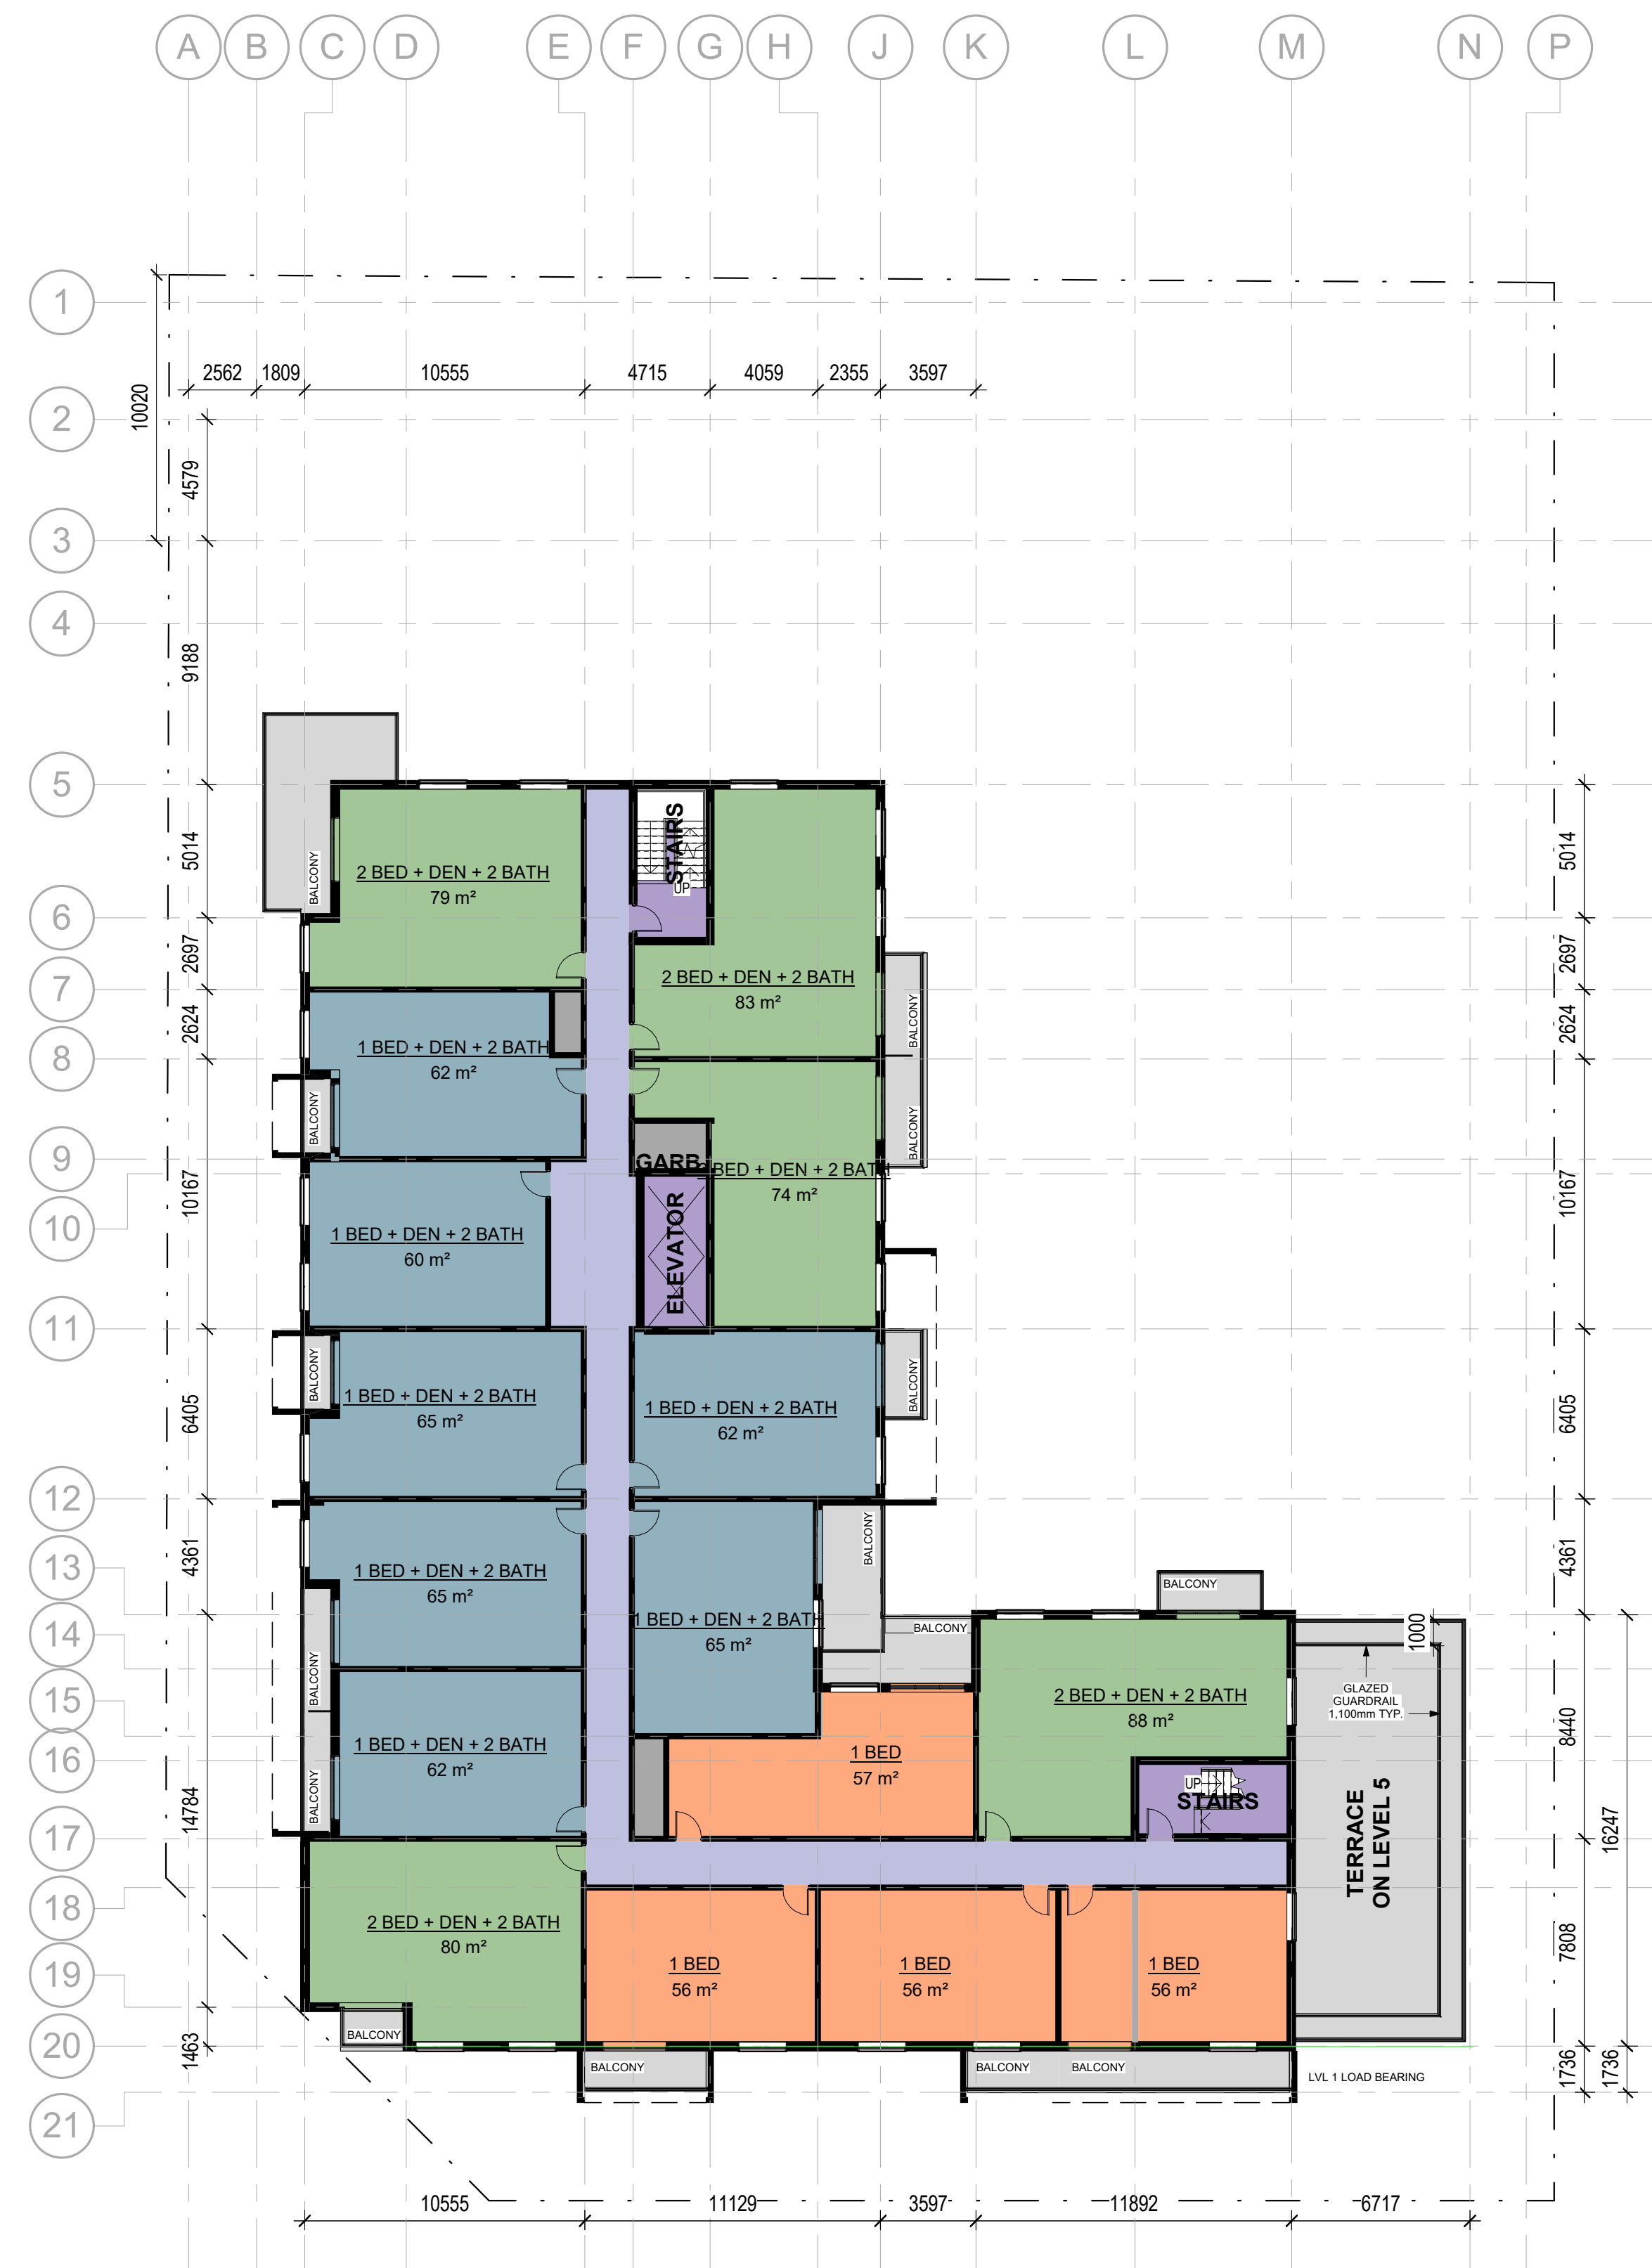 A B C D E F G H J K L M N P
1
2562 1809 10555 4715 4059 2355 3597
10020
2
4579
3
4
9188
5
5014
STAIRS
UP
5014
BALCONY
2 BED + DEN + 2 BATH
79 m²
6
2697
2697
2 BED + DEN + 2 BATH
83 m²
7
2624
BALCONY
2624
1 BED + DEN + 2 BATH
62 m²
8
BALCONY
BALCONY
9
GARB.
BED + DEN + 2 BATH
74 m²
10167
10167
10
ELEVATOR
1 BED + DEN + 2 BATH
60 m²
11
BALCONY
BALCONY
1 BED + DEN + 2 BATH
65 m²
1 BED + DEN + 2 BATH
62 m²
6405
6405
12
BALCONY
4361
4361
13
1 BED + DEN + 2 BATH
65 m²
BALCONY
14
1 BED + DEN + 2 BATH
65 m²
BALCONY
1000
BALCONY
15
GLAZED
GUARDRAIL
1,100mm TYP.
2 BED + DEN + 2 BATH
88 m²
8440
16
1 BED + DEN + 2 BATH
62 m²
1 BED
57 m²
BALCONY
UP
STAIRS
14784
17
16247
TERRACE
ON LEVEL 5
18
2 BED + DEN + 2 BATH
80 m²
7808
19
1 BED
56 m²
1 BED
56 m²
1 BED
56 m²
20
BALCONY
1463
BALCONY
BALCONY
BALCONY
LVL 1 LOAD BEARING
1736
1736
21
10555 11129 3597 11892 6717